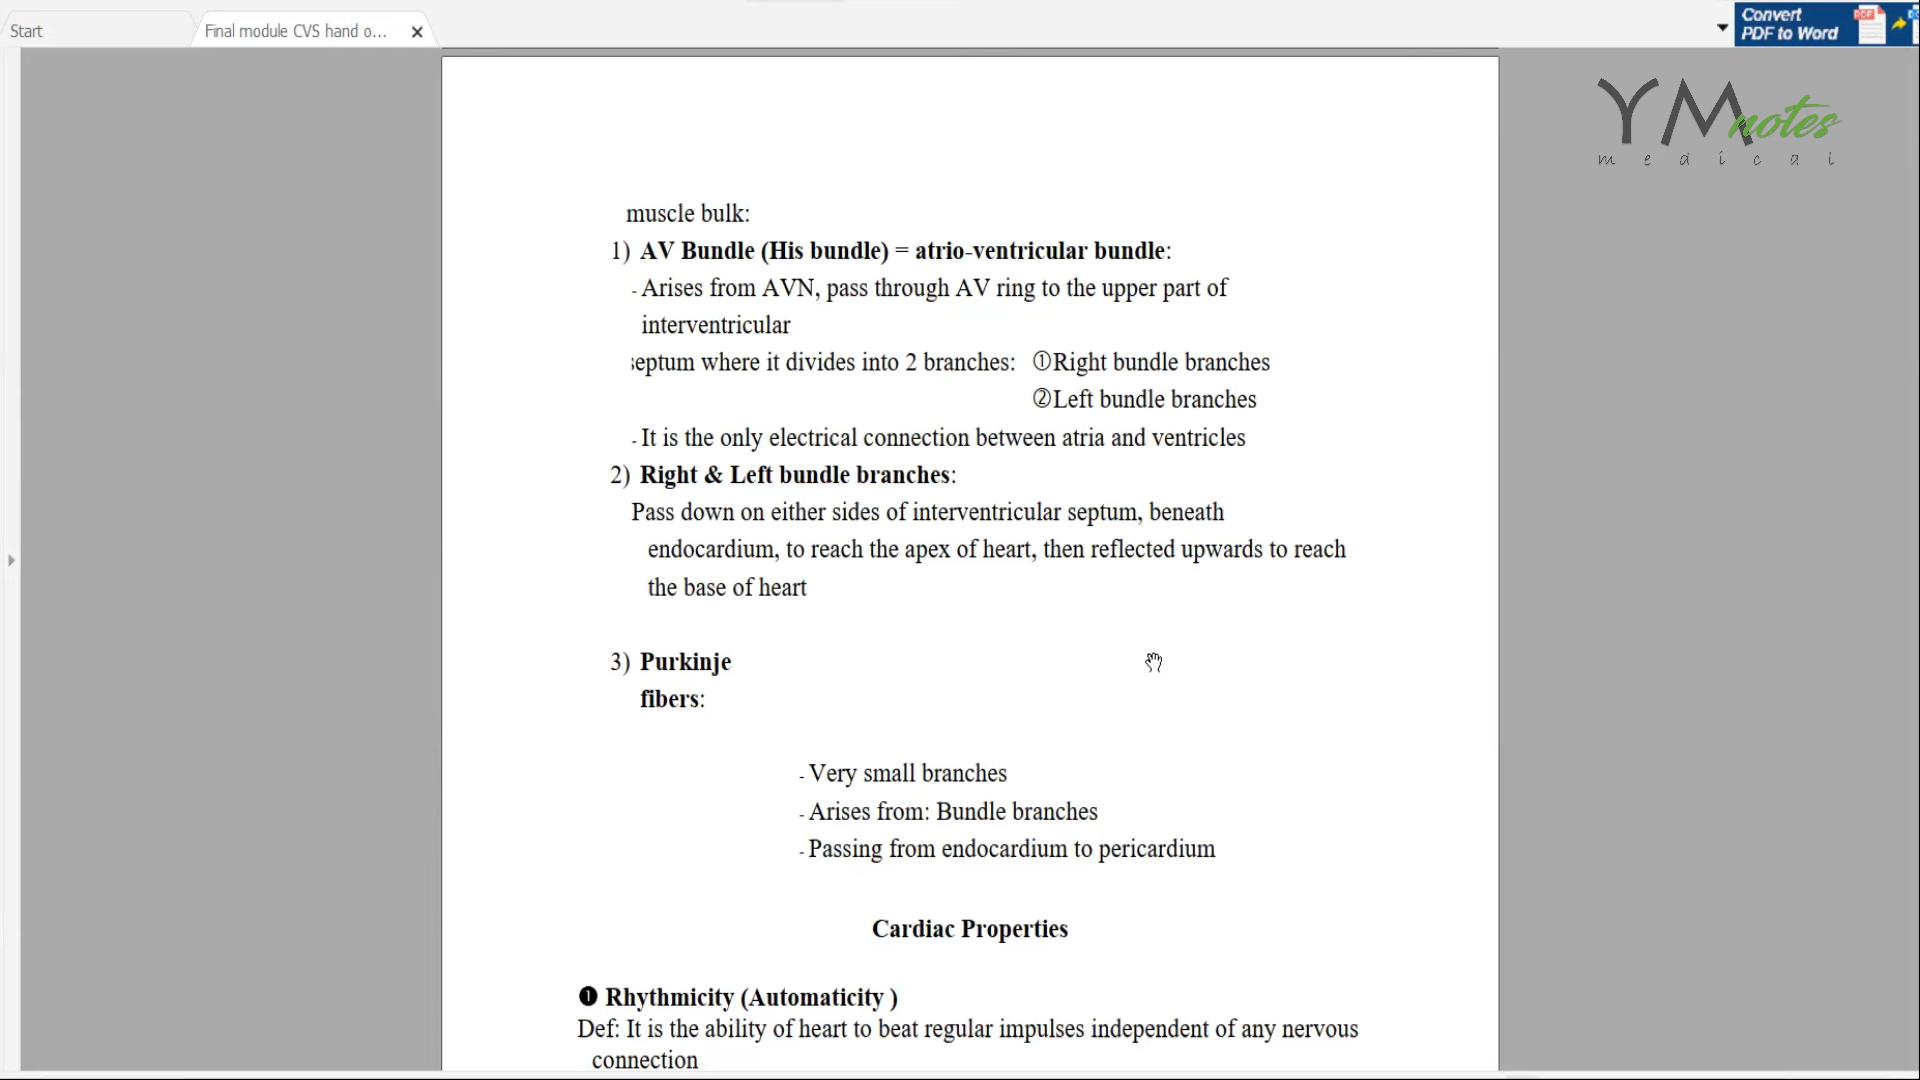 Start
Final module CVS hand o...
Convert
PDF to Word
YM notes
medical
muscle bulk:
1) AV Bundle (His bundle) = atrio-ventricular bundle:
- Arises from AVN, pass through AV ring to the upper part of
interventricular
septum where it divides into 2 branches: ①Right bundle branches
②Left bundle branches
- It is the only electrical connection between atria and ventricles
2) Right & Left bundle branches:
Pass down on either sides of interventricular septum, beneath
endocardium, to reach the apex of heart, then reflected upwards to reach
the base of heart
3) Purkinje
fibers:
- Very small branches
- Arises from: Bundle branches
- Passing from endocardium to pericardium
Cardiac Properties
❶ Rhythmicity (Automaticity )
Def: It is the ability of heart to beat regular impulses independent of any nervous
connection